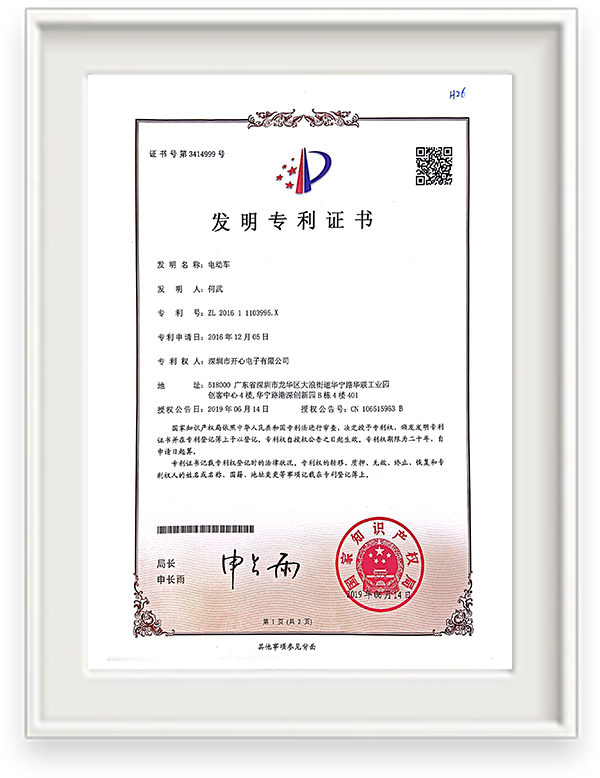 H26
证书号第3414999号
发明专利证书
发明名称：电动车
发明人：何武
专利号：ZL 2016 1 1103995.X
专利申请日：2016年12月05日
专利权人：深圳市开心电子有限公司
地址：518000 广东省深圳市龙华区大浪街道华宁路华联工业园
创客中心4楼,华宁路港深创新园B栋4楼401
授权公告日：2019年06月14日 授权公告号：CN 106515953 B
国家知识产权局依照中华人民共和国专利法进行审查，决定授予专利权，颁发发明专利
证书并在专利登记簿上予以登记。专利权自授权公告之日起生效。专利权期限为二十年，自
申请日起算。
专利证书记载专利权登记时的法律状况。专利权的转移、质押、无效、终止、恢复和专
利权人的姓名或名称、国籍、地址变更等事项记载在专利登记簿上。
局长
申长雨
申长雨
国家知识产权局
2019年06月14日
第1页(共2页)
其他事项参见背面